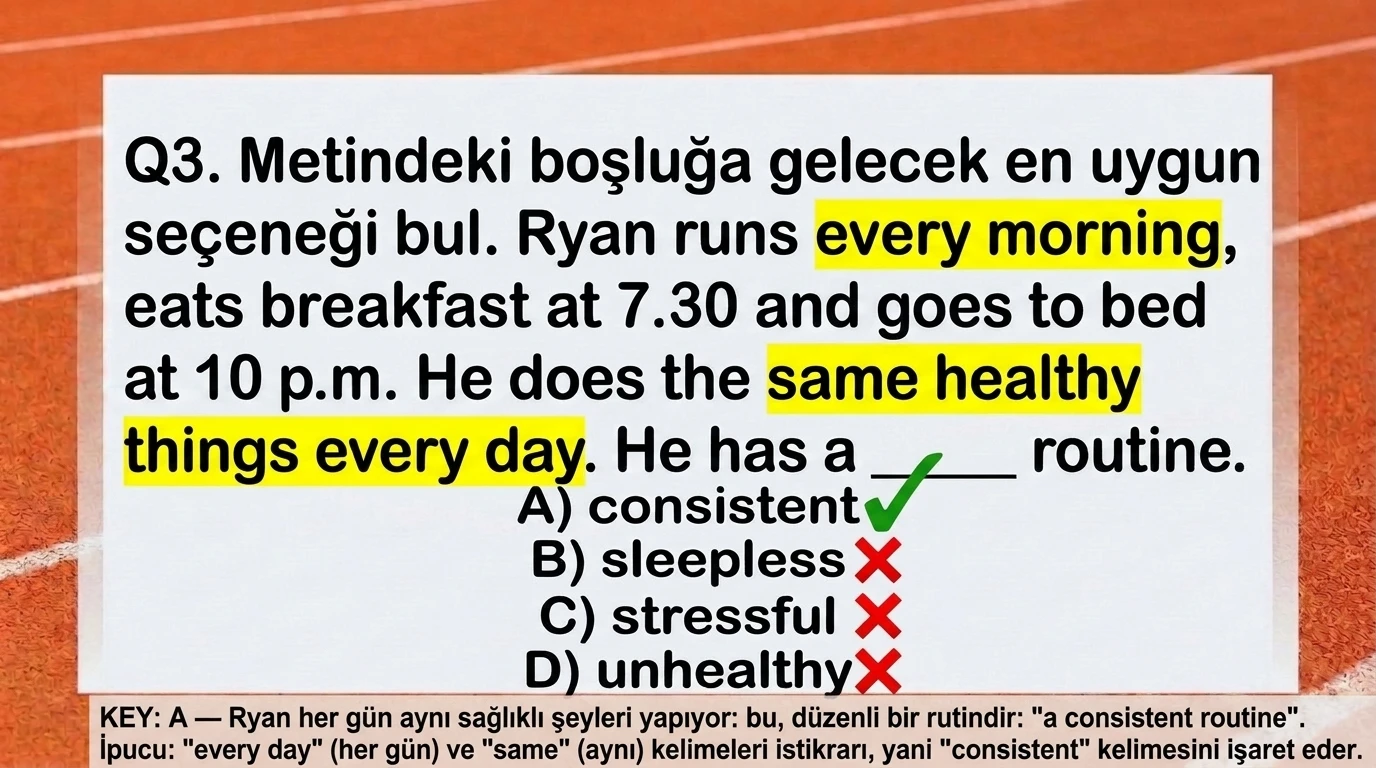 Q3. Metindeki boşluğa gelecek en uygun
seçeneği bul. Ryan runs every morning,
eats breakfast at 7.30 and goes to bed
at 10 p.m. He does the same healthy
things every day. He has a _____ routine.
A) consistent✓
B) sleepless❌
C) stressful ❌
D) unhealthy❌
KEY: A — Ryan her gün aynı sağlıklı şeyleri yapıyor: bu, düzenli bir rutindir: "a consistent routine".
İpucu: "every day" (her gün) ve "same" (aynı) kelimeleri istikrarı, yani "consistent" kelimesini işaret eder.